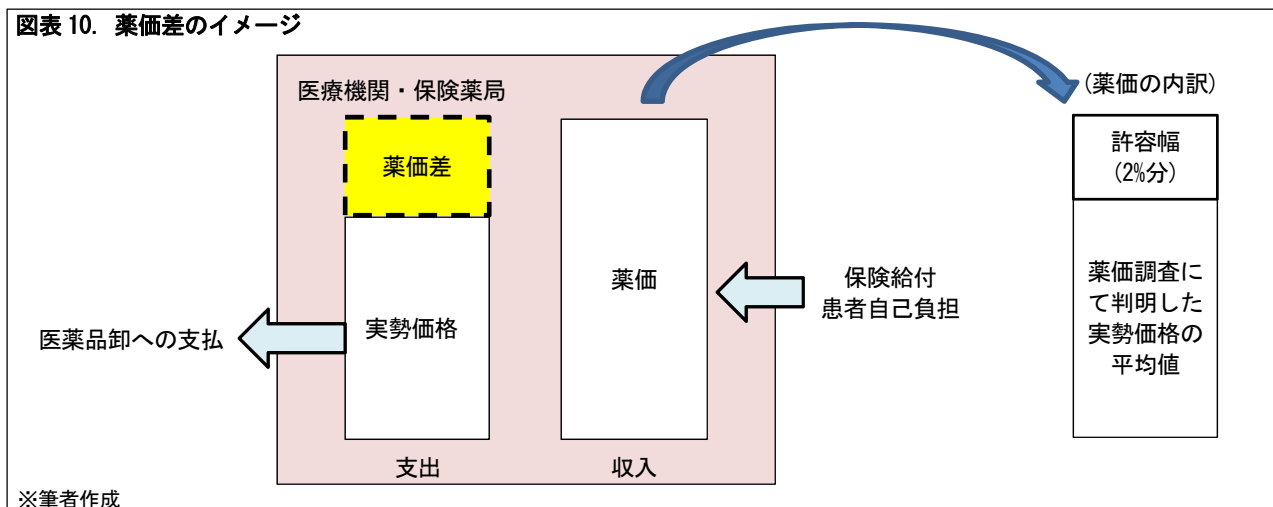 図表 10. 薬価差のイメージ
医療機関・保険薬局
薬価差
実勢価格
支出
医薬品卸への支払
薬価
収入
保険給付
患者自己負担
(薬価の内訳)
許容幅
(2%分)
薬価調査に
て判明した
実勢価格の
平均値
※筆者作成